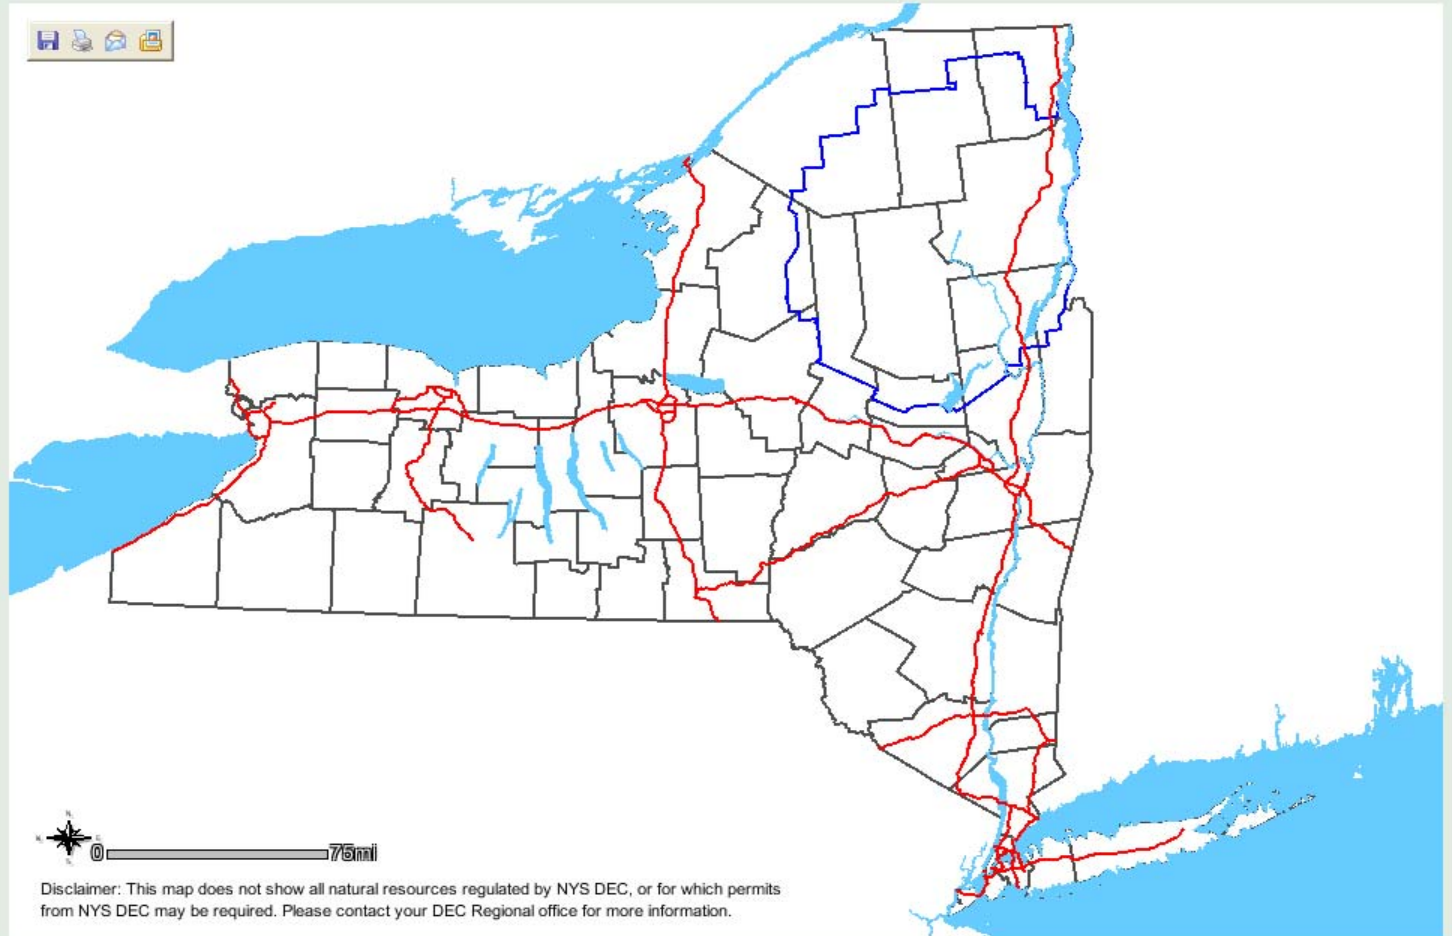 0 75mi
Disclaimer: This map does not show all natural resources regulated by NYS DEC, or for which permits
from NYS DEC may be required. Please contact your DEC Regional office for more information.